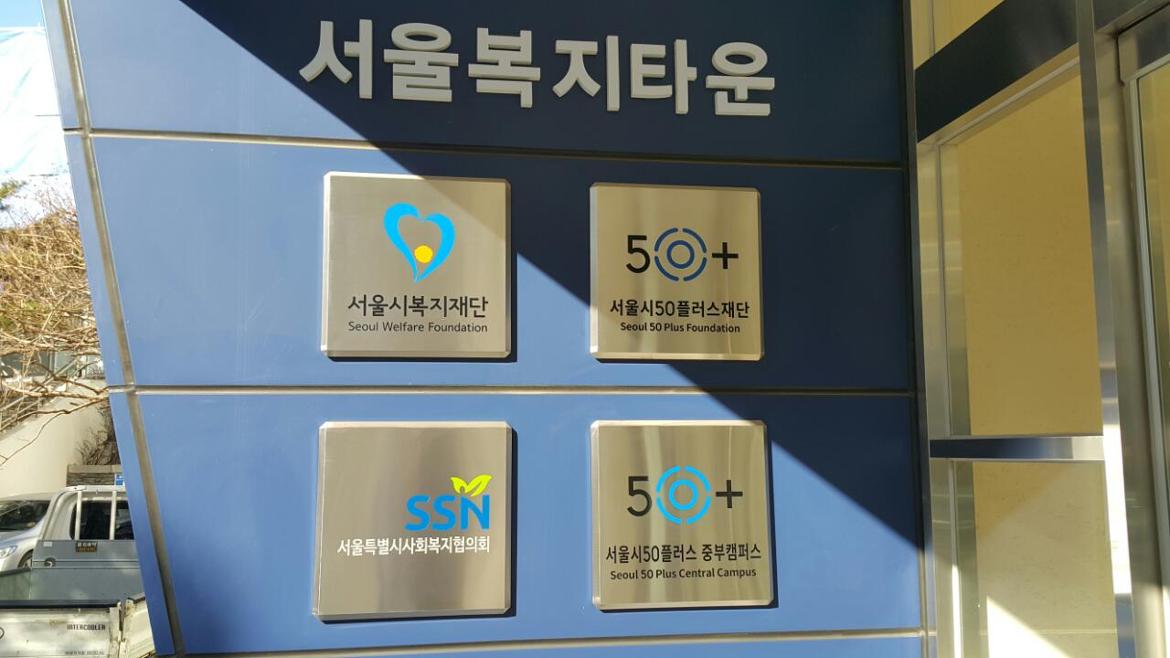 서울복지타운
서울시복지재단
Seoul Welfare Foundation
50+
서울시50플러스재단
Seoul 50 Plus Foundation
SSN
서울특별시사회복지협의회
50+
서울시50플러스 중부캠퍼스
Seoul 50 Plus Central Campus
INTERCOOLER